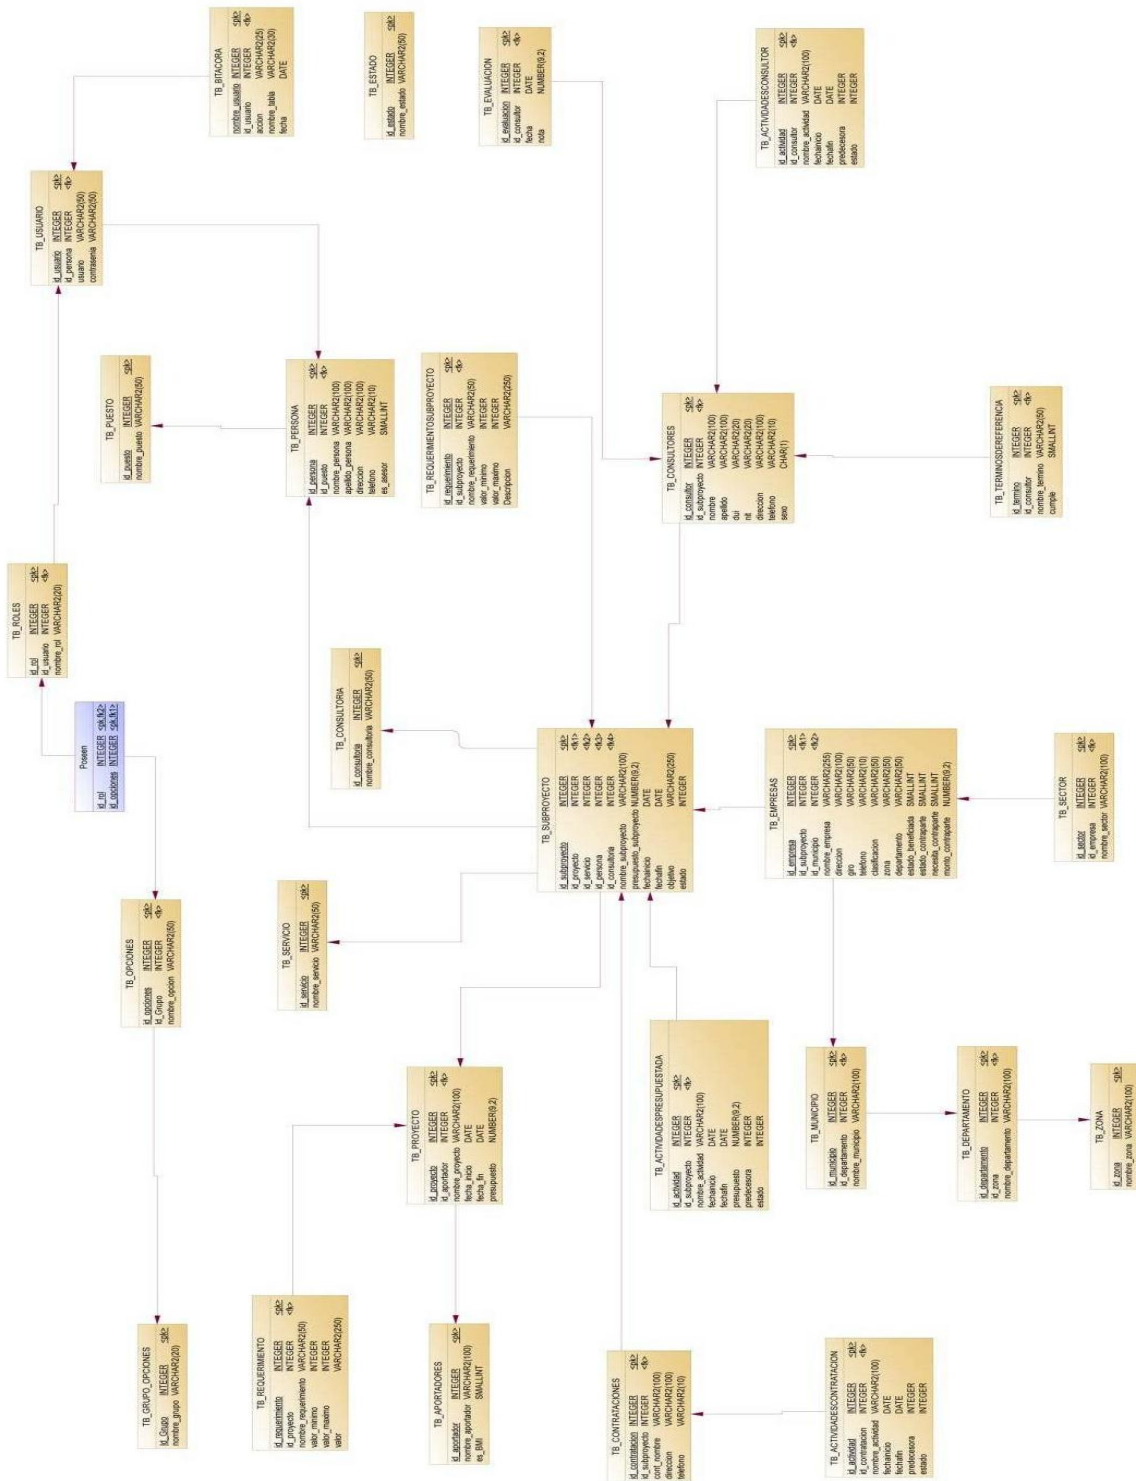 TB_GRUPO_OPCIONES
id_Grupo INTEGER <pk>
nombre_grupo VARCHAR2(20)
TB_OPCIONES
id_opciones INTEGER <pk>
id_Grupo INTEGER <fk>
nombre_opcion VARCHAR2(50)
Poseen
id_rol INTEGER <pk,fk2>
id_opciones INTEGER <pk,fk1>
TB_ROLES
id_rol INTEGER <pk>
id_usuario INTEGER <fk>
nombre_rol VARCHAR2(20)
TB_PUESTO
id_puesto INTEGER <pk>
nombre_puesto VARCHAR2(50)
TB_USUARIO
id_usuario INTEGER <pk>
id_persona INTEGER <fk>
usuario VARCHAR2(50)
contrasenia VARCHAR2(50)
TB_BITACORA
nombre_usuario INTEGER <pk>
id_usuario INTEGER <fk>
accion VARCHAR2(25)
nombre_tabla VARCHAR2(30)
fecha DATE
TB_REQUERIMIENTO
id_requerimiento INTEGER <pk>
id_proyecto INTEGER <fk>
nombre_requerimiento VARCHAR2(50)
valor_minimo INTEGER
valor_maximo INTEGER
valor VARCHAR2(250)
TB_SERVICIO
id_servicio INTEGER <pk>
nombre_servicio VARCHAR2(50)
TB_CONSULTORIA
id_consultoria INTEGER <pk>
nombre_consultoria VARCHAR2(50)
TB_PERSONA
id_persona INTEGER <pk>
id_puesto INTEGER <fk>
nombre_persona VARCHAR2(100)
apellido_persona VARCHAR2(100)
direccion VARCHAR2(100)
telefono VARCHAR2(10)
es_asesor SMALLINT
TB_ESTADO
id_estado INTEGER <pk>
nombre_estado VARCHAR2(50)
TB_APORTADORES
id_aportador INTEGER <pk>
nombre_aportador VARCHAR2(100)
es_BMI SMALLINT
TB_PROYECTO
id_proyecto INTEGER <pk>
id_aportador INTEGER <fk>
nombre_proyecto VARCHAR2(100)
fecha_inicio DATE
fecha_fin DATE
presupuesto NUMBER(9,2)
TB_REQUERIMIENTOSUBPROYECTO
id_requerimiento INTEGER <pk>
id_subproyecto INTEGER <fk>
nombre_requerimiento VARCHAR2(50)
valor_minimo INTEGER
valor_maximo INTEGER
Descripcion VARCHAR2(250)
TB_EVALUACION
id_evaluacion INTEGER <pk>
id_consultor INTEGER <fk>
fecha DATE
nota NUMBER(9,2)
TB_SUBPROYECTO
id_subproyecto INTEGER <pk>
id_proyecto INTEGER <fk1>
id_servicio INTEGER <fk2>
id_persona INTEGER <fk3>
id_consultoria INTEGER <fk4>
nombre_subproyecto VARCHAR2(100)
presupuesto_subproyecto NUMBER(9,2)
fechainicio DATE
fechafin DATE
objetivo VARCHAR2(250)
estado INTEGER
TB_CONTRATACIONES
id_contratacion INTEGER <pk>
id_subproyecto INTEGER <fk>
cont_nombre VARCHAR2(100)
direccion VARCHAR2(100)
telefono VARCHAR2(10)
TB_ACTIVIDADESPRESUPUESTADA
id_actividad INTEGER <pk>
id_subproyecto INTEGER <fk>
nombre_actividad VARCHAR2(100)
fechainicio DATE
fechafin DATE
presupuesto NUMBER(9,2)
predecesora INTEGER
estado INTEGER
TB_CONSULTORES
id_consultor INTEGER <pk>
id_subproyecto INTEGER <fk>
nombre VARCHAR2(100)
apellido VARCHAR2(100)
dui VARCHAR2(20)
nit VARCHAR2(20)
direccion VARCHAR2(100)
telefono VARCHAR2(10)
sexo CHAR(1)
TB_ACTIVIDADESCONSULTOR
id_actividad INTEGER <pk>
id_consultor INTEGER <fk>
nombre_actividad VARCHAR2(100)
fechainicio DATE
fechafin DATE
predecesora INTEGER
estado INTEGER
TB_EMPRESAS
id_empresa INTEGER <pk>
id_subproyecto INTEGER <fk1>
id_municipio INTEGER <fk2>
nombre_empresa VARCHAR2(255)
direccion VARCHAR2(100)
giro VARCHAR2(50)
telefono VARCHAR2(10)
clasificacion VARCHAR2(50)
zona VARCHAR2(50)
departamento VARCHAR2(50)
estado_beneficiada SMALLINT
estado_contraparte SMALLINT
necesita_contraparte SMALLINT
monto_contraparte NUMBER(9,2)
TB_MUNICIPIO
id_municipio INTEGER <pk>
id_departamento INTEGER <fk>
nombre_municipio VARCHAR2(100)
TB_ACTIVIDADESCONTRATACION
id_actividad INTEGER <pk>
id_contratacion INTEGER <fk>
nombre_actividad VARCHAR2(100)
fechainicio DATE
fechafin DATE
predecesora INTEGER
estado INTEGER
TB_DEPARTAMENTO
id_departamento INTEGER <pk>
id_zona INTEGER <fk>
nombre_departamento VARCHAR2(100)
TB_TERMINOSDEREFERENCIA
id_termino INTEGER <pk>
id_consultor INTEGER <fk>
nombre_termino VARCHAR2(50)
cumple SMALLINT
TB_SECTOR
id_sector INTEGER <pk>
id_empresa INTEGER <fk>
nombre_sector VARCHAR2(100)
TB_ZONA
id_zona INTEGER <pk>
nombre_zona VARCHAR2(100)